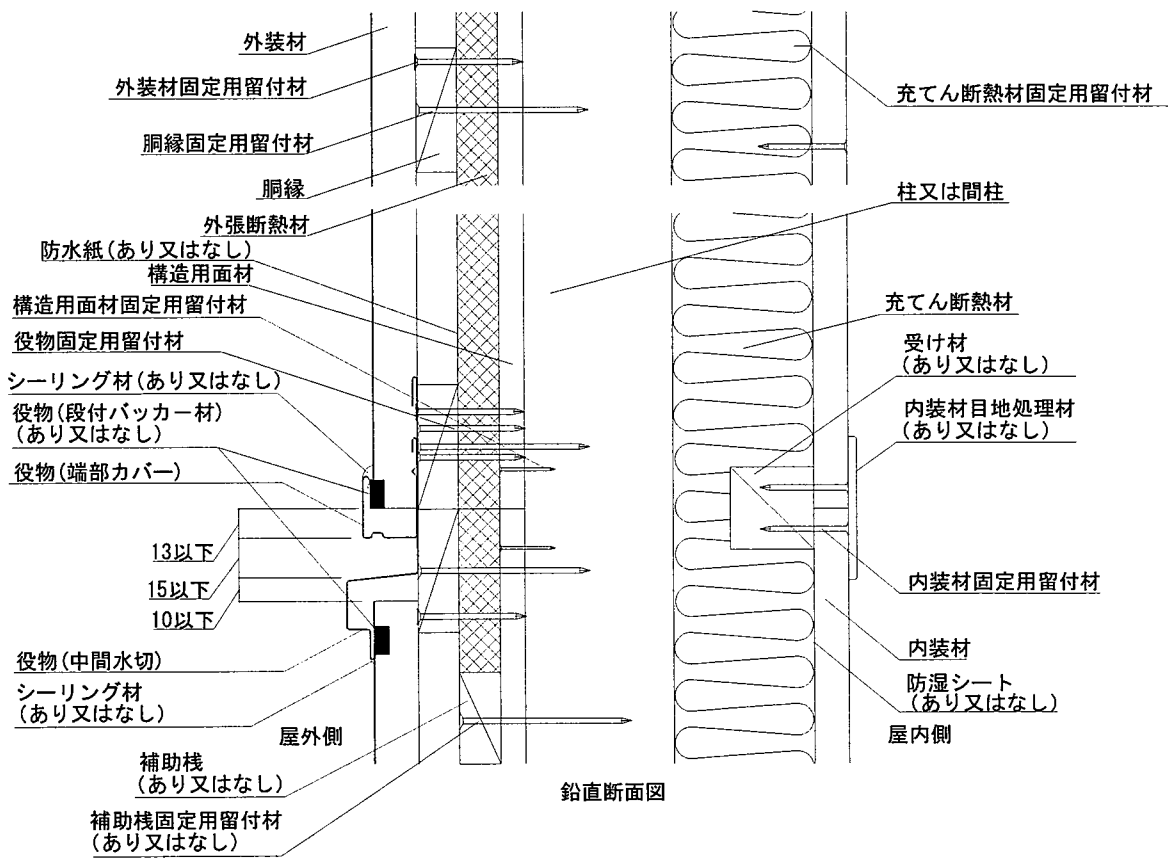 外装材
外装材固定用留付材
胴縁固定用留付材
胴縁
外張断熱材
防水紙(あり又はなし)
構造用面材
構造用面材固定用留付材
役物固定用留付材
シーリング材(あり又はなし)
役物(段付バッカー材)
(あり又はなし)
役物(端部カバー)
13以下
15以下
10以下
役物(中間水切)
シーリング材
(あり又はなし)
屋外側
補助桟
(あり又はなし)
補助桟固定用留付材
(あり又はなし)
充てん断熱材固定用留付材
柱又は間柱
充てん断熱材
受け材
(あり又はなし)
内装材目地処理材
(あり又はなし)
内装材固定用留付材
内装材
防湿シート
(あり又はなし)
屋内側
鉛直断面図